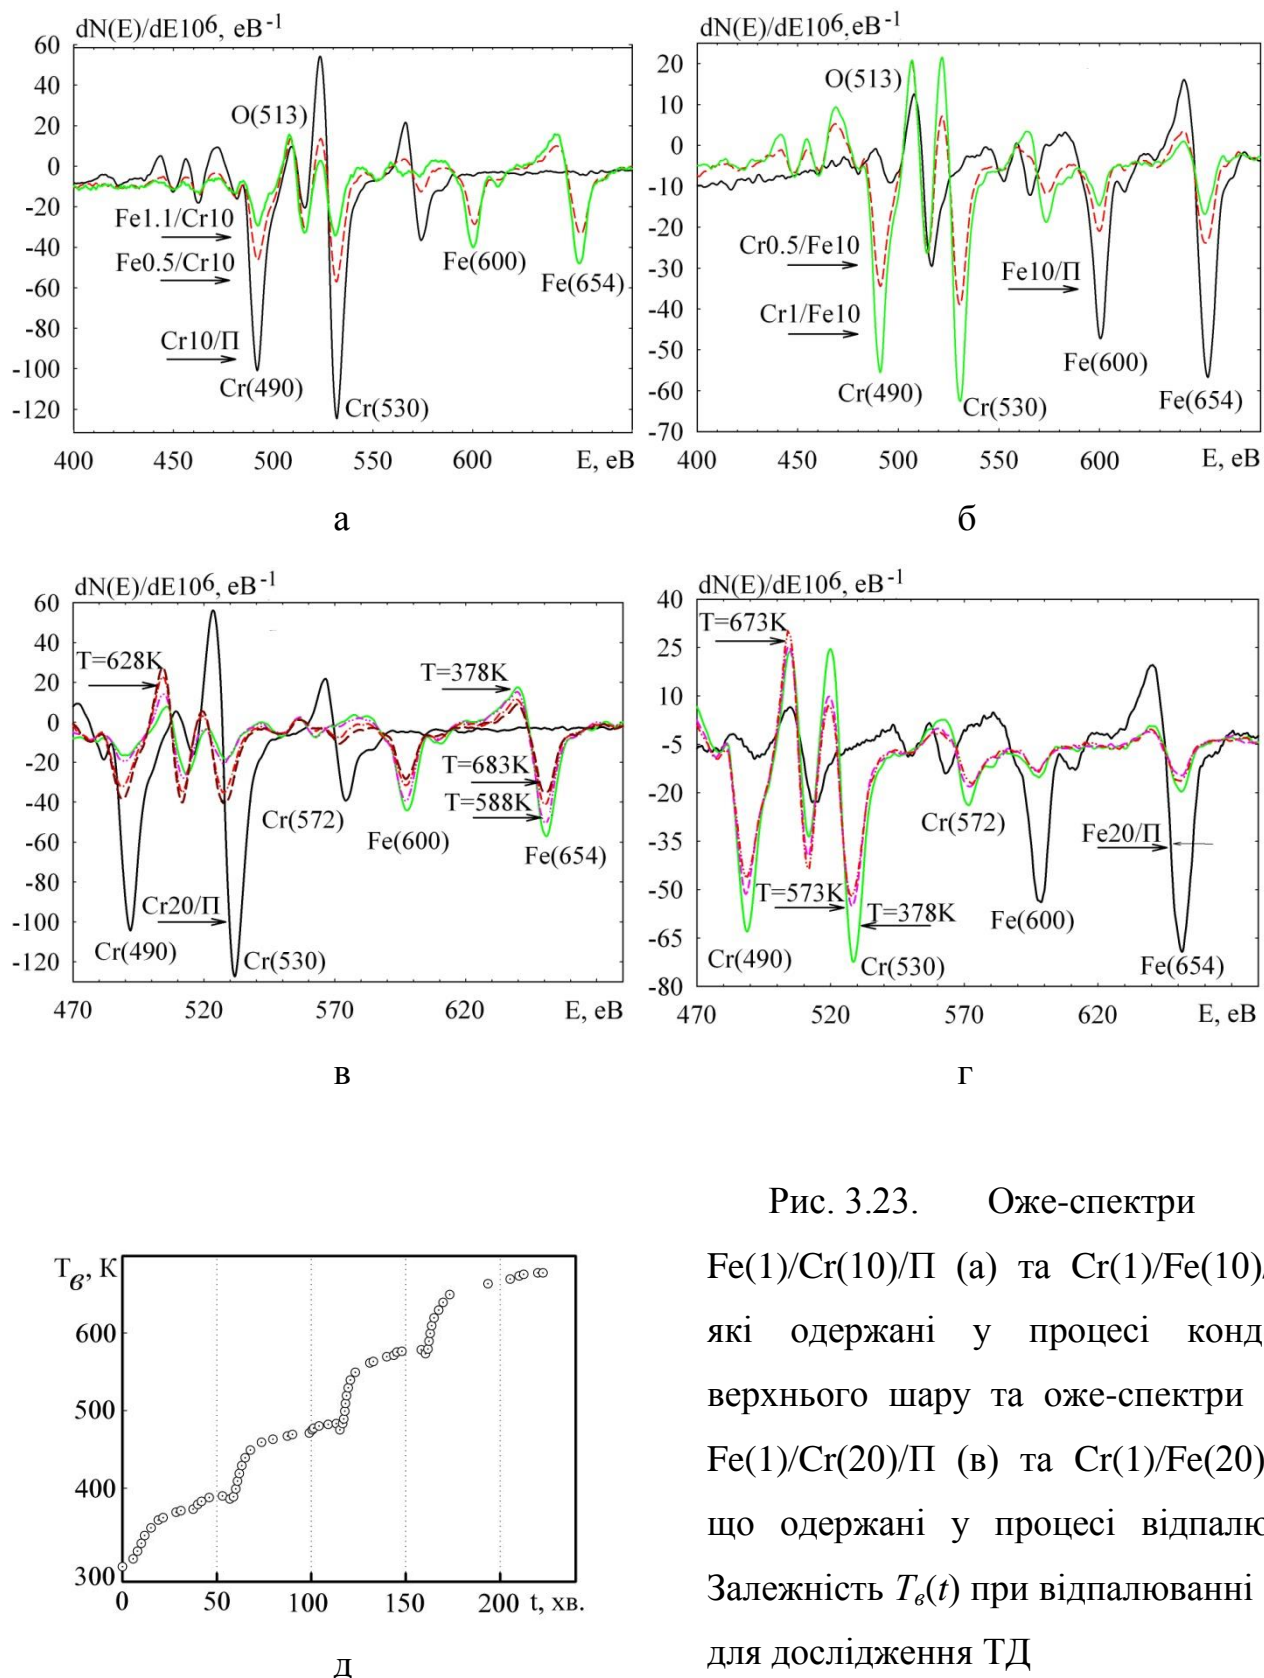 dN(E)/dE10⁶, еВ⁻¹
60
40
20
0
-20
-40
-60
-80
-100
-120
O(513)
Fe1.1/Cr10
Fe0.5/Cr10
Cr10/П
Cr(490)
Cr(530)
Fe(600)
Fe(654)
400 450 500 550 600 E, еВ
а
dN(E)/dE10⁶,еВ⁻¹
20
10
0
-10
-20
-30
-40
-50
-60
-70
O(513)
Cr0.5/Fe10
Cr1/Fe10
Fe10/П
Cr(490)
Cr(530)
Fe(600)
Fe(654)
400 450 500 550 600 E, еВ
б
dN(E)/dE10⁶, еВ⁻¹
60
40
20
0
-20
-40
-60
-80
-100
-120
T=628K
T=378K
T=683K
T=588K
Cr(572)
Fe(600)
Fe(654)
Cr20/П
Cr(490)
Cr(530)
470 520 570 620 E, еВ
в
dN(E)/dE10⁶, еВ⁻¹
40
25
10
-5
-20
-35
-50
-65
-80
T=673K
Cr(572)
Fe20/П
T=573K
T=378K
Fe(600)
Cr(490)
Cr(530)
Fe(654)
470 520 570 620 E, еВ
г
Tв, К
600
500
400
300
0 50 100 150 200 t, хв.
д
Рис. 3.23. Оже-спектри
Fe(1)/Cr(10)/П (а) та Cr(1)/Fe(10)/
які одержані у процесі конд
верхнього шару та оже-спектри
Fe(1)/Cr(20)/П (в) та Cr(1)/Fe(20)
що одержані у процесі відпалю
Залежність Tв(t) при відпалюванні
для дослідження ТД